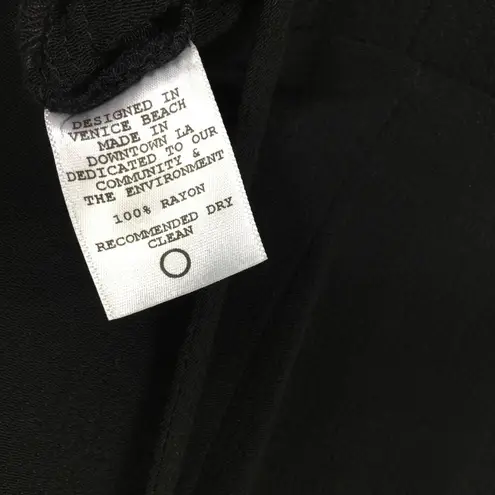 DESIGNED IN
VENICE BEACH
MADE IN
DOWNTOWN LA
DEDICATED TO OUR
COMMUNITY &
THE ENVIRONMENT
100% RAYON
RECOMMENDED DRY
CLEAN